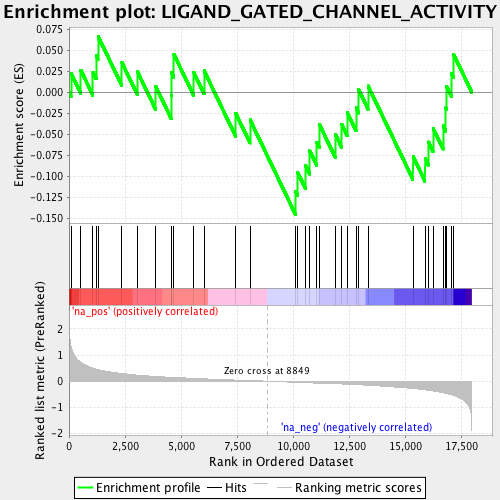 Enrichment plot: LIGAND_GATED_CHANNEL_ACTIVITY
Enrichment score (ES)
0.075
0.050
0.025
0.000
-0.025
-0.050
-0.075
-0.100
-0.125
-0.150
'na_pos' (positively correlated)
Ranked list metric (PreRanked)
2
1
0
-1
-2
Zero cross at 8849
'na_neg' (negatively correlated)
0 2,500 5,000 7,500 10,000 12,500 15,000 17,500
Rank in Ordered Dataset
Enrichment profile Hits Ranking metric scores